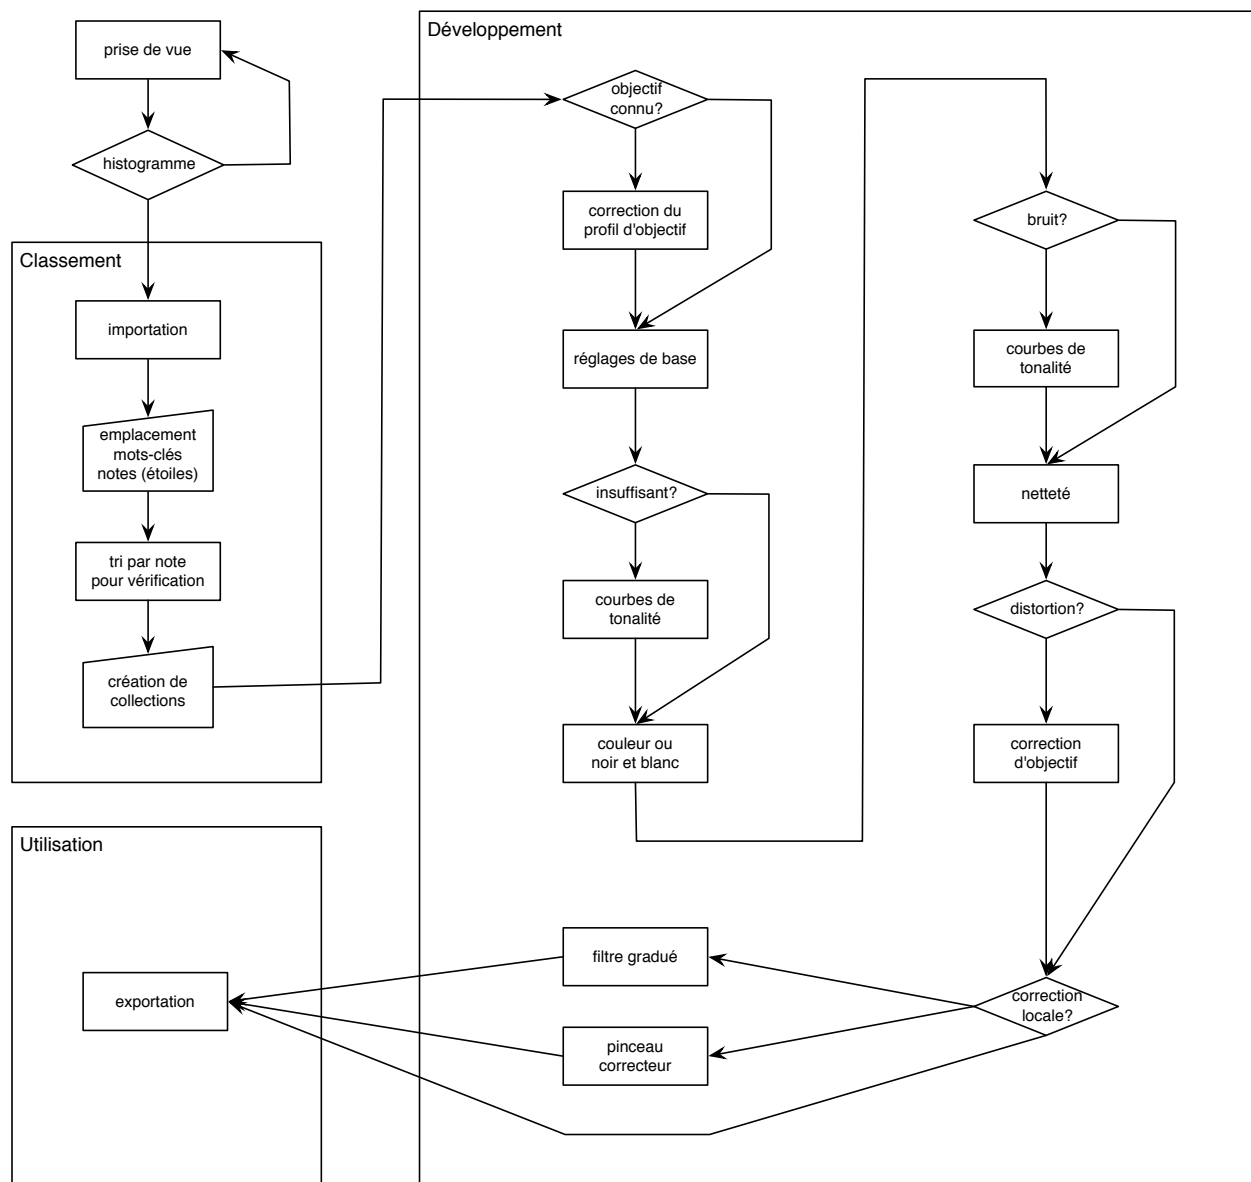 prise de vue
histogramme
Classement
importation
emplacement
mots-clés
notes (étoiles)
tri par note
pour vérification
création de
collections
Développement
objectif
connu?
correction du
profil d'objectif
réglages de base
insuffisant?
courbes de
tonalité
couleur ou
noir et blanc
bruit?
courbes de
tonalité
netteté
distortion?
correction
d'objectif
correction
locale?
filtre gradué
pinceau
correcteur
Utilisation
exportation